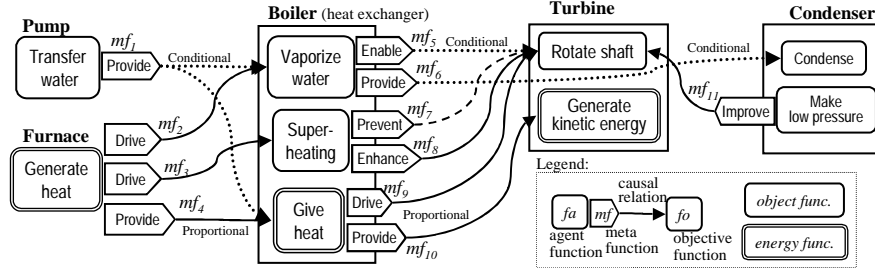 Pump
Transfer
water
mf1
Provide
Conditional
Furnace
Generate
heat
Drive
mf2
Drive
mf3
Provide
mf4
Proportional
Boiler (heat exchanger)
Vaporize
water
Enable
mf5
Conditional
Provide
mf6
Super-
heating
Prevent
mf7
Enhance
mf8
Give
heat
Drive
mf9
Proportional
Provide
mf10
Turbine
Rotate shaft
Generate
kinetic energy
Condenser
Conditional
Condense
mf11
Improve
Make
low pressure
Legend:
causal
relation
fa
mf
fo
agent
function
meta
function
objective
function
object func.
energy func.